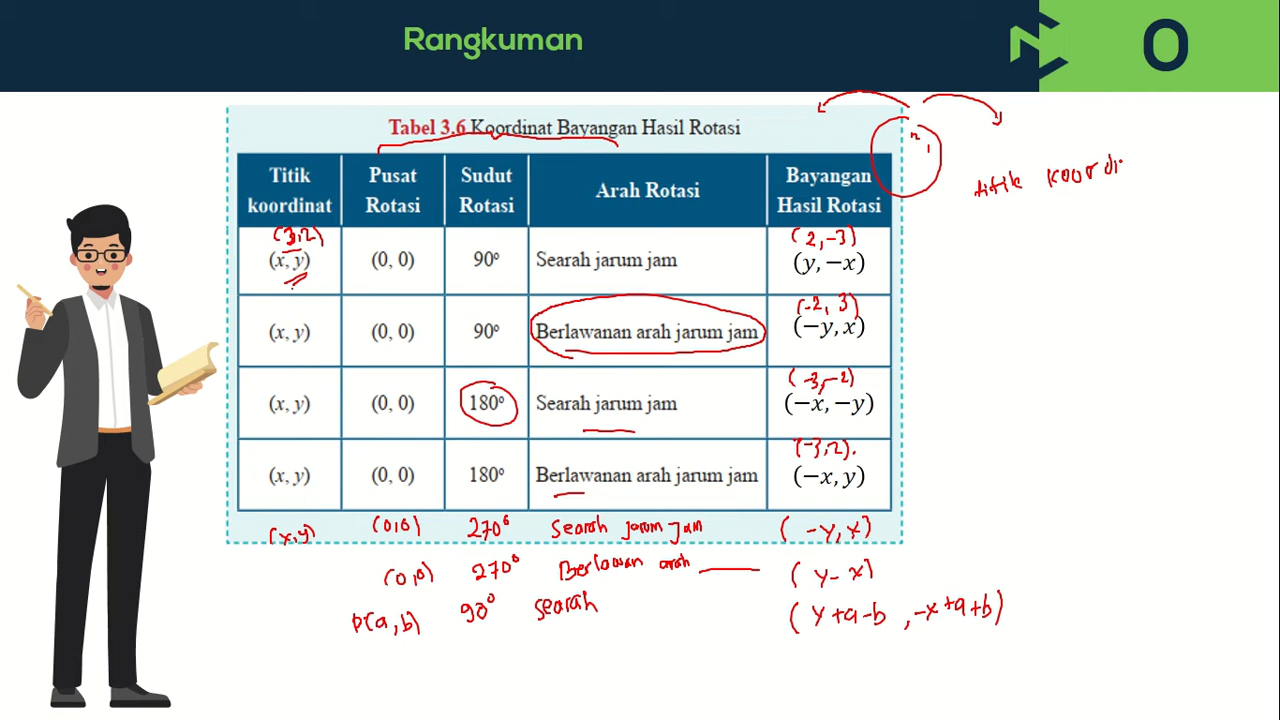 Rangkuman
Tabel 3.6 Koordinat Bayangan Hasil Rotasi
titik koordi
Titik koordinat Pusat Rotasi Sudut Rotasi Arah Rotasi Bayangan Hasil Rotasi
(3,2) (2,-3)
(x, y) (0, 0) 90° Searah jarum jam (y, −x)
(-2, 3)
(x, y) (0, 0) 90° Berlawanan arah jarum jam (−y, x)
(-3,-2)
(x, y) (0, 0) 180° Searah jarum jam (−x, −y)
(-3,2).
(x, y) (0, 0) 180° Berlawanan arah jarum jam (−x, y)
(x,y) (0,0) 270° Searah jarum jam (-y, x)
(0,0) 270° Berlawan arah (y - x)
P(a, b) 90° Searah (y+a-b, -x+a+b)